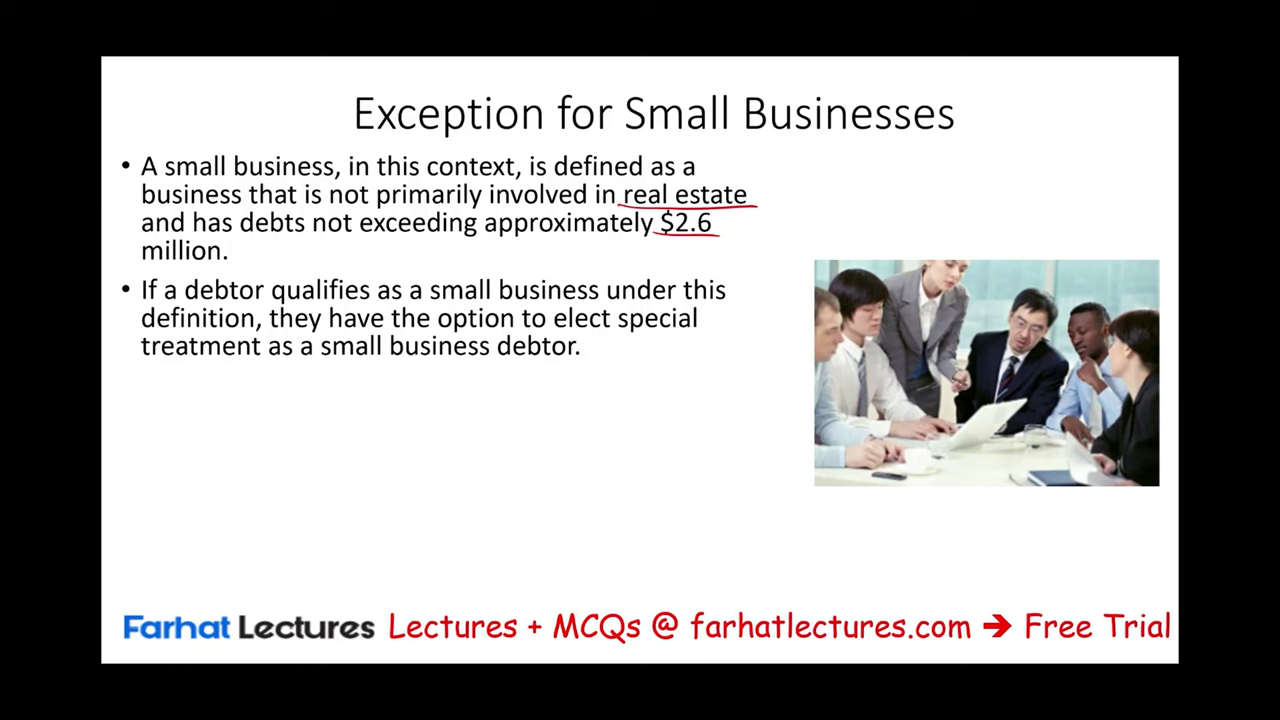 Exception for Small Businesses
• A small business, in this context, is defined as a
business that is not primarily involved in real estate
and has debts not exceeding approximately $2.6
million.
• If a debtor qualifies as a small business under this
definition, they have the option to elect special
treatment as a small business debtor.
Farhat Lectures Lectures + MCQs @ farhatlectures.com → Free Trial